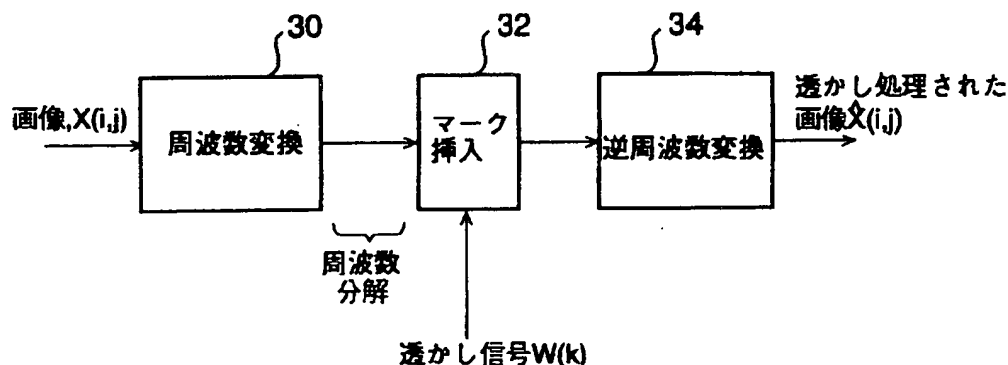 30
32
34
画像,X(i,j)
周波数変換
マーク
挿入
逆周波数変換
透かし処理された
画像X̂(i,j)
周波数
分解
透かし信号W(k)